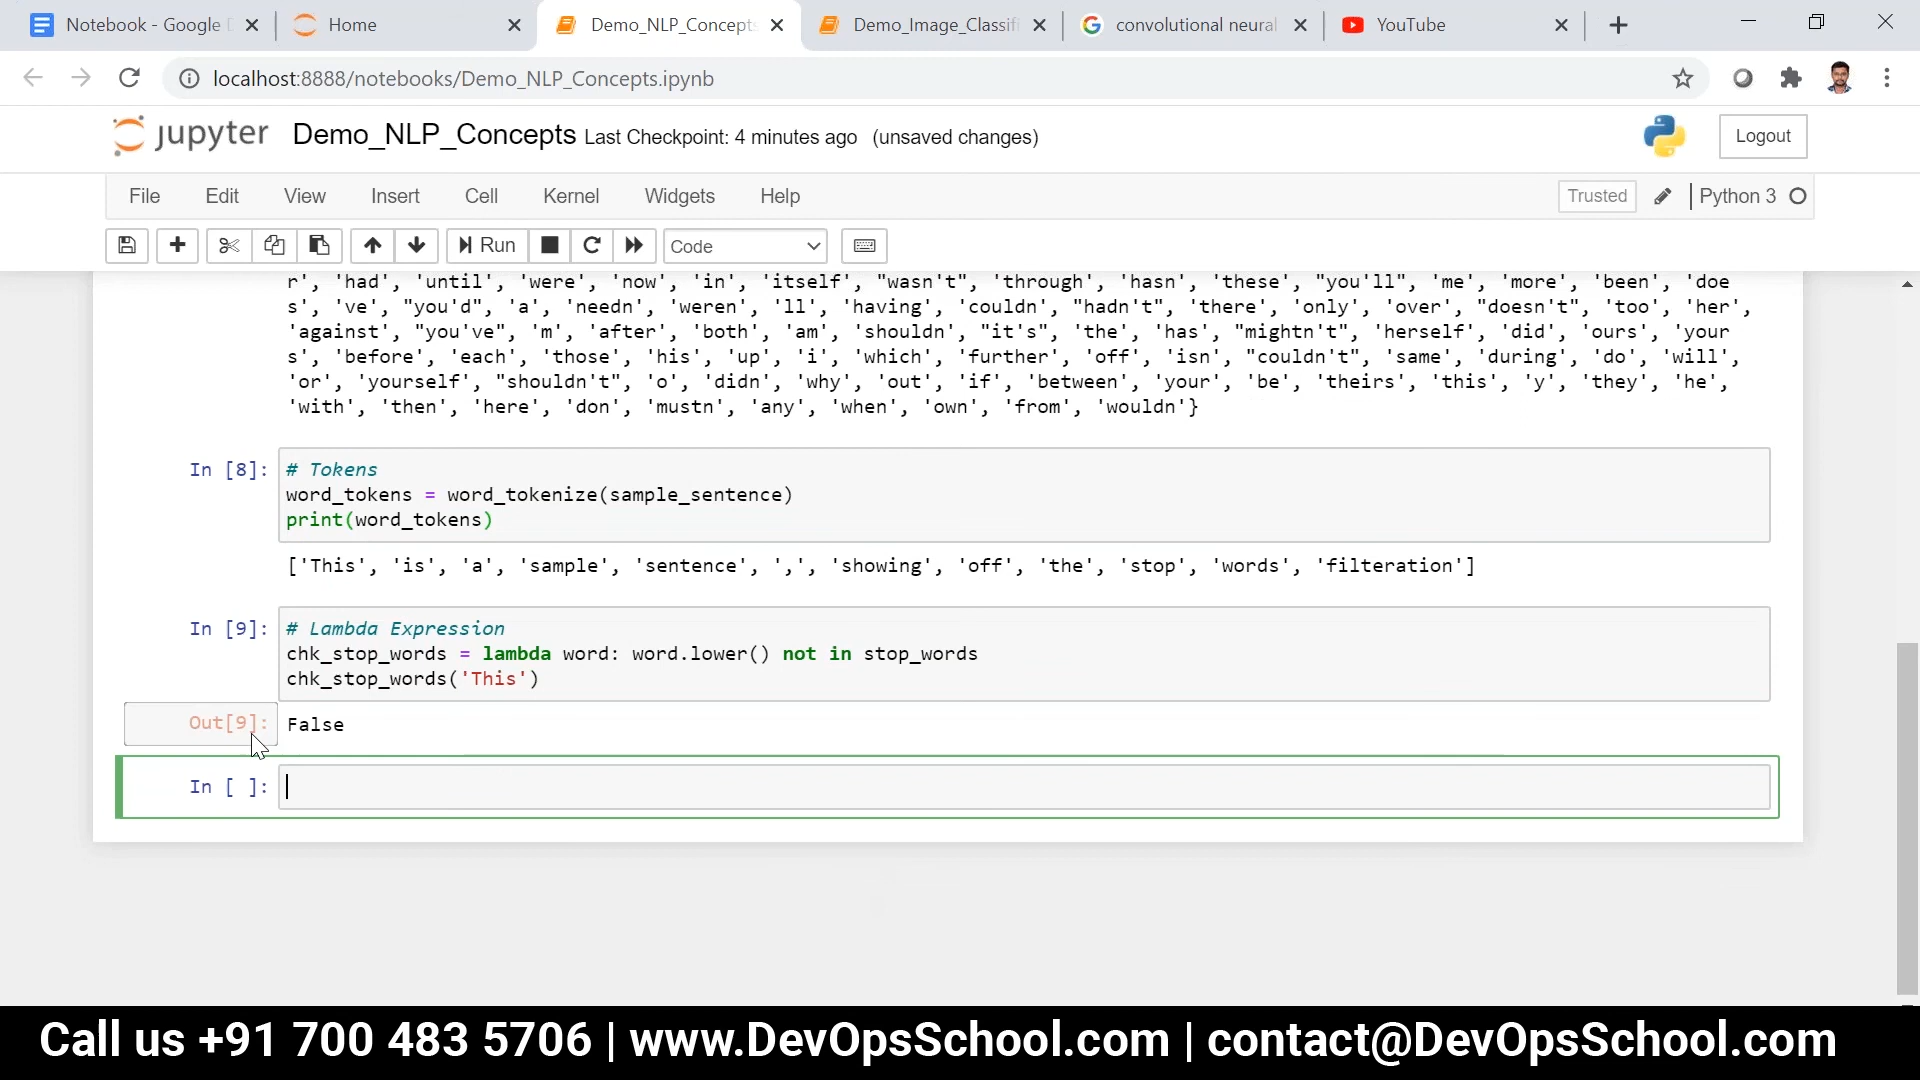 Notebook - Google
Home
Demo_NLP_Concepts
Demo_Image_Classifi
convolutional neural
YouTube
localhost:8888/notebooks/Demo_NLP_Concepts.ipynb
jupyter Demo_NLP_Concepts Last Checkpoint: 4 minutes ago (unsaved changes)
Logout
File Edit View Insert Cell Kernel Widgets Help
Trusted
Python 3
Run
Code
r', 'had', 'until', 'were', 'now', 'in', 'itself', "wasn't", 'through', 'hasn', 'these', "you'll", 'me', 'more', 'been', 'doe
s', 've', "you'd", 'a', 'needn', 'weren', 'll', 'having', 'couldn', "hadn't", 'there', 'only', 'over', "doesn't", 'too', 'her',
'against', "you've", 'm', 'after', 'both', 'am', 'shouldn', "it's", 'the', 'has', "mightn't", 'herself', 'did', 'ours', 'your
s', 'before', 'each', 'those', 'his', 'up', 'i', 'which', 'further', 'off', 'isn', "couldn't", 'same', 'during', 'do', 'will',
'or', 'yourself', "shouldn't", 'o', 'didn', 'why', 'out', 'if', 'between', 'your', 'be', 'theirs', 'this', 'y', 'they', 'he',
'with', 'then', 'here', 'don', 'mustn', 'any', 'when', 'own', 'from', 'wouldn'}
In [8]: # Tokens
word_tokens = word_tokenize(sample_sentence)
print(word_tokens)
['This', 'is', 'a', 'sample', 'sentence', ',', 'showing', 'off', 'the', 'stop', 'words', 'filteration']
In [9]: # Lambda Expression
chk_stop_words = lambda word: word.lower() not in stop_words
chk_stop_words('This')
Out[9]: False
In [ ]:
Call us +91 700 483 5706 | www.DevOpsSchool.com | contact@DevOpsSchool.com